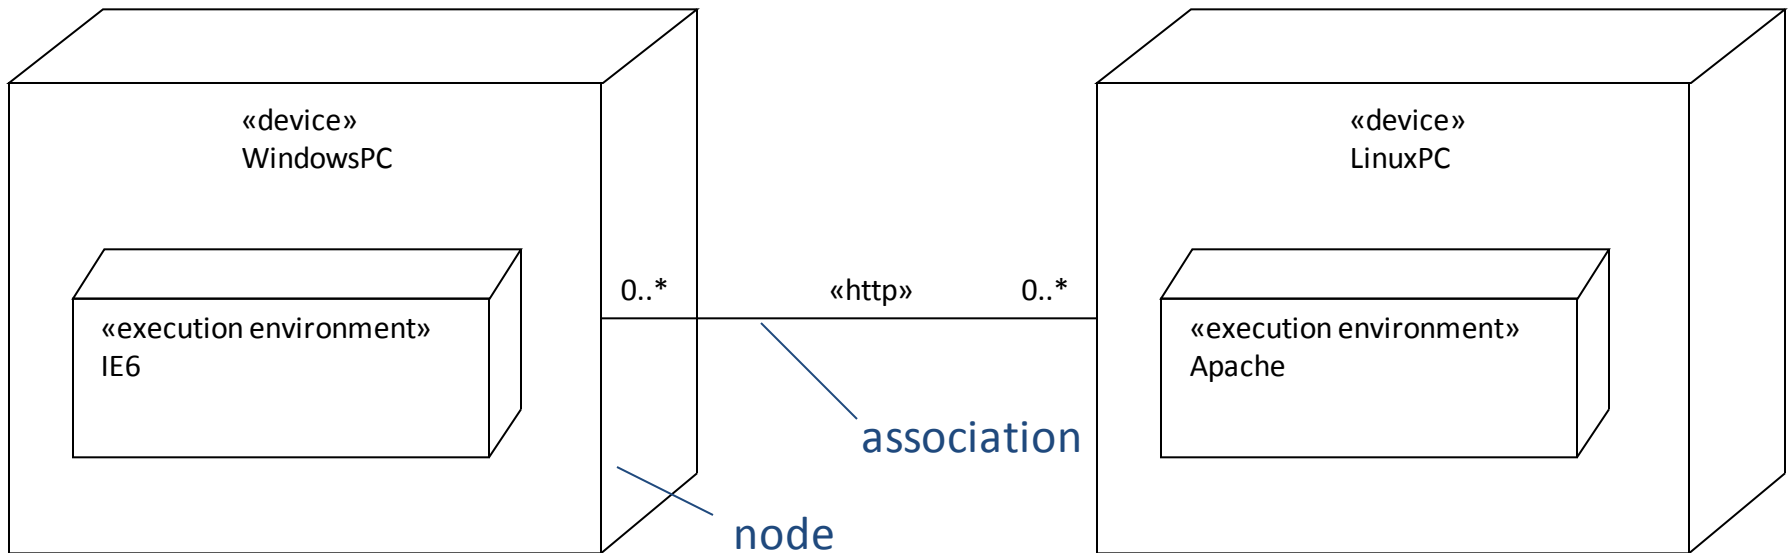 «device»
WindowsPC
«execution environment»
IE6
0..*
«http»
0..*
«device»
LinuxPC
«execution environment»
Apache
association
node